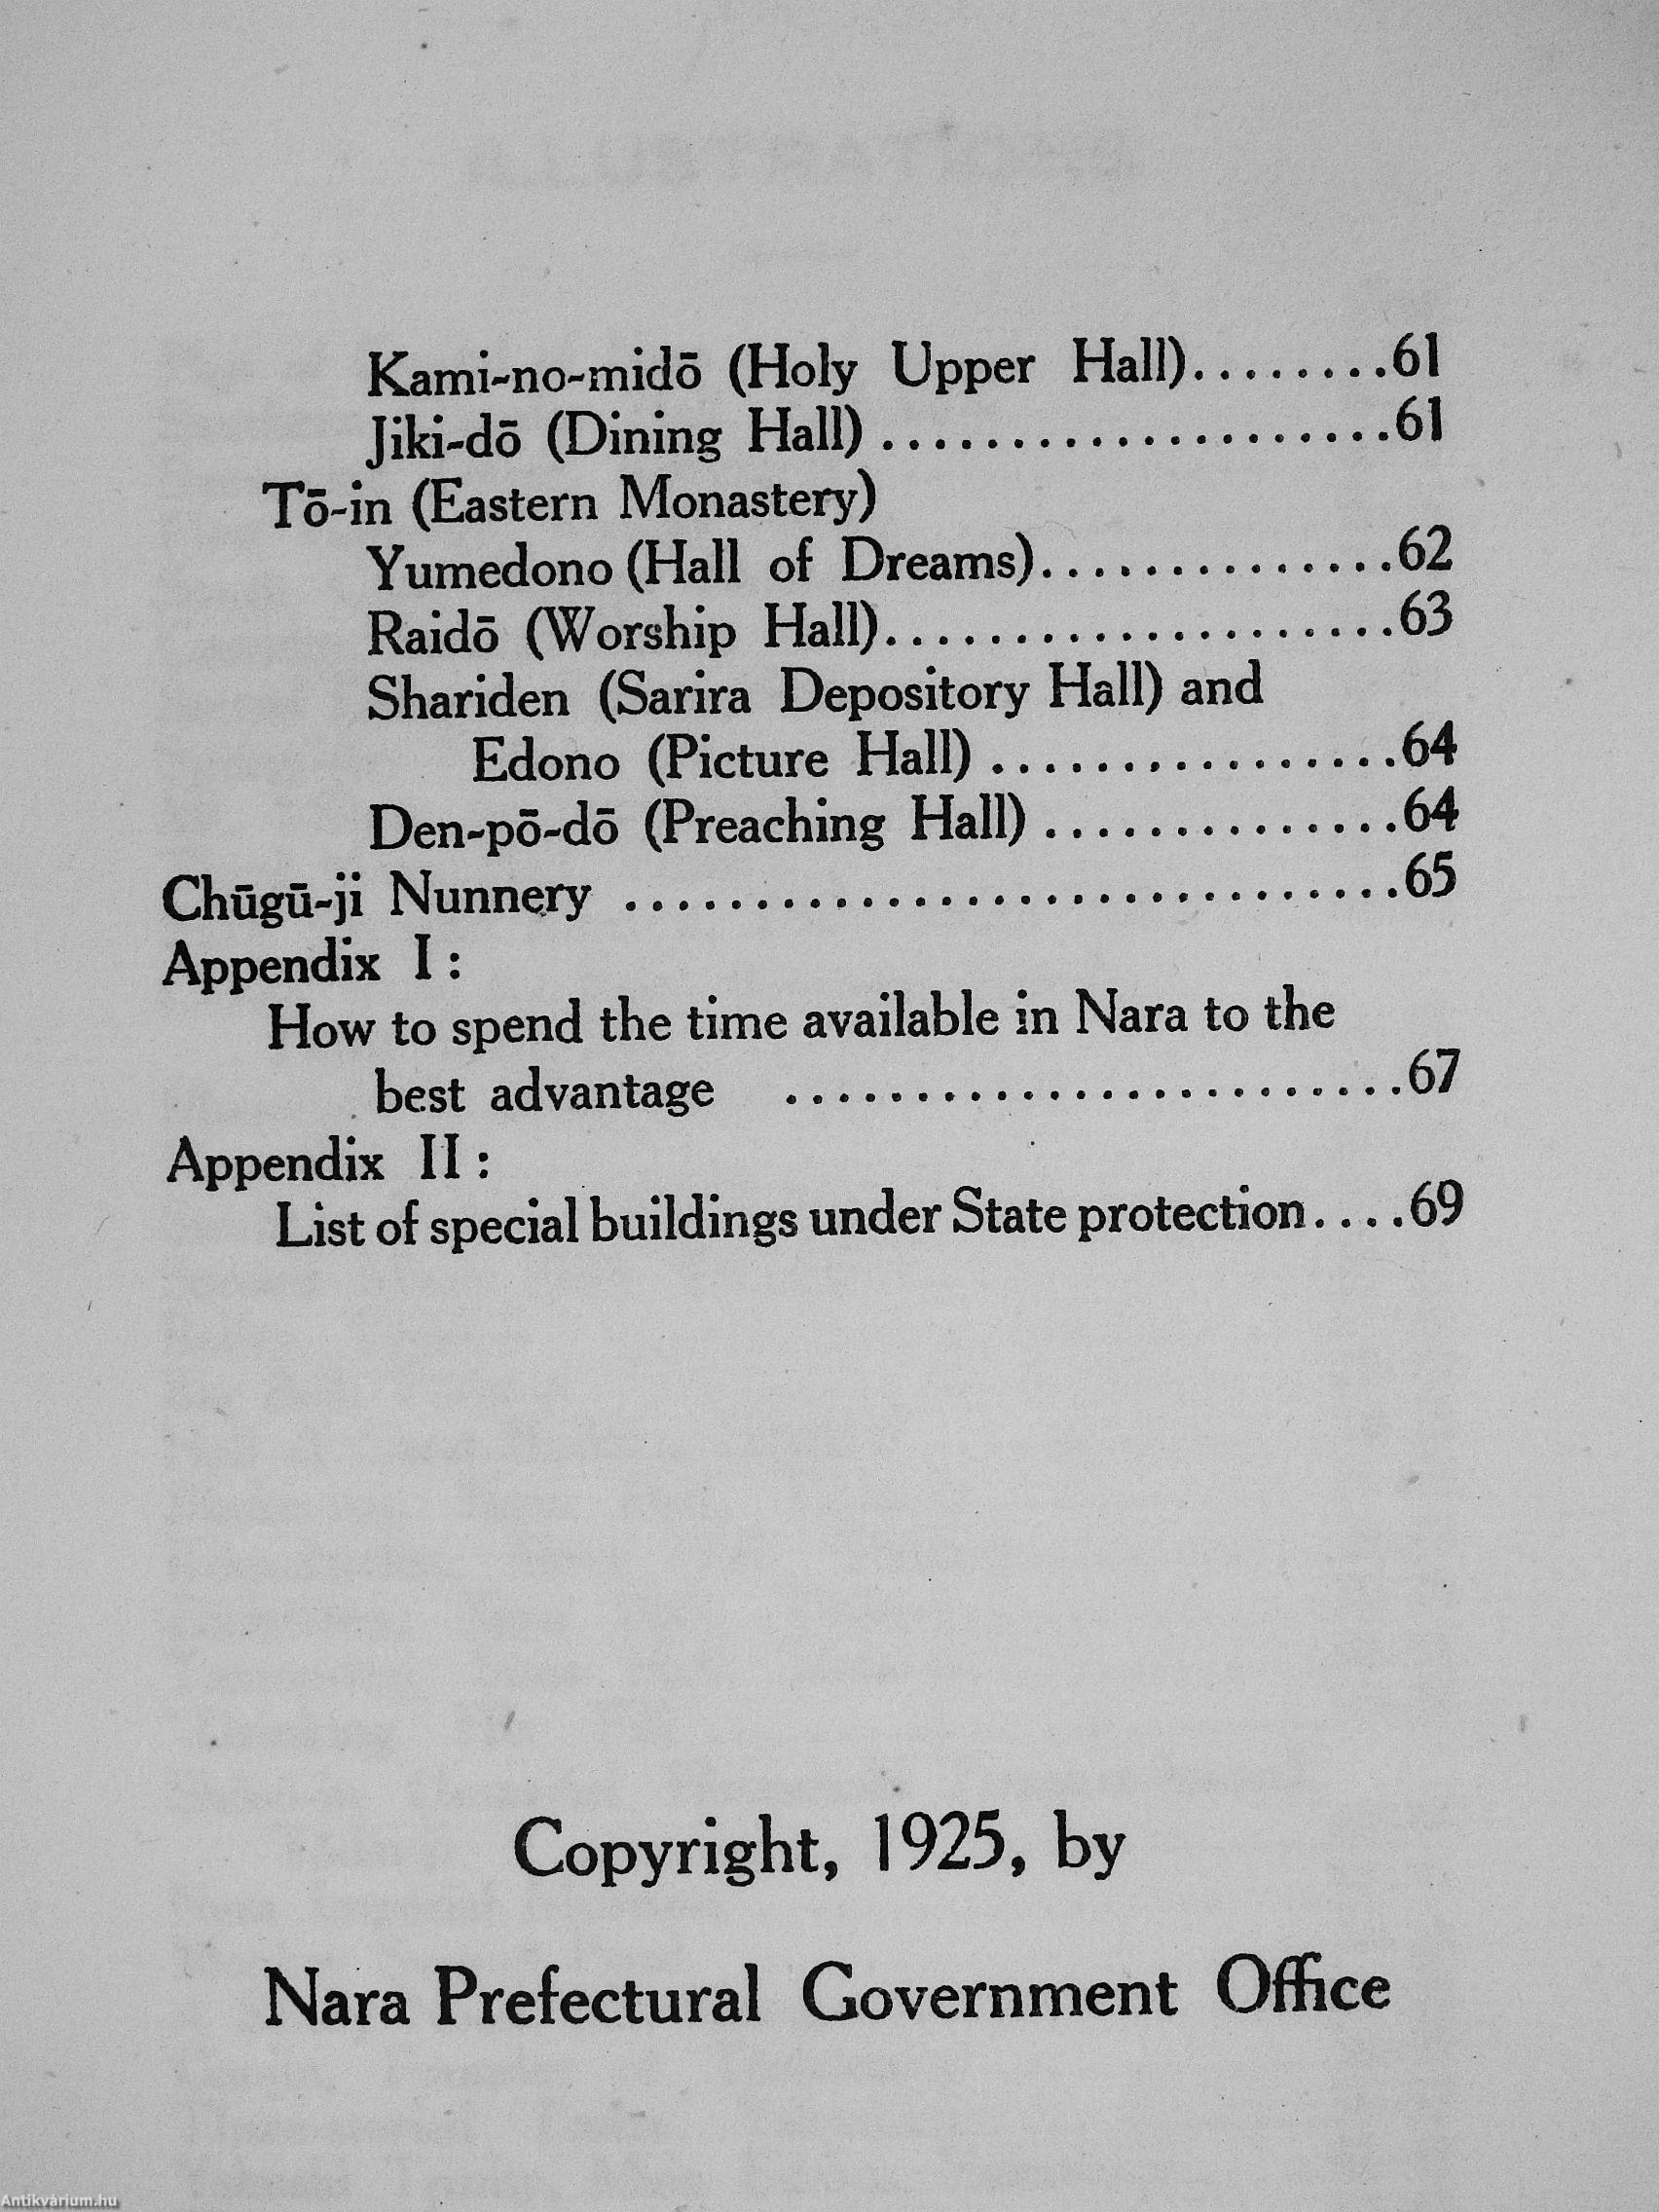 Kami-no-midō (Holy Upper Hall)........61
Jiki-dō (Dining Hall) ....................61
Tō-in (Eastern Monastery)
Yumedono (Hall of Dreams)..............62
Raidō (Worship Hall)....................63
Shariden (Sarira Depository Hall) and
Edono (Picture Hall) ................64
Den-pō-dō (Preaching Hall) ..............64
Chūgū-ji Nunnery ..............................65
Appendix I :
How to spend the time available in Nara to the
best advantage ........................67
Appendix II :
List of special buildings under State protection....69
Copyright, 1925, by
Nara Prefectural Government Office
Antikvárium.hu